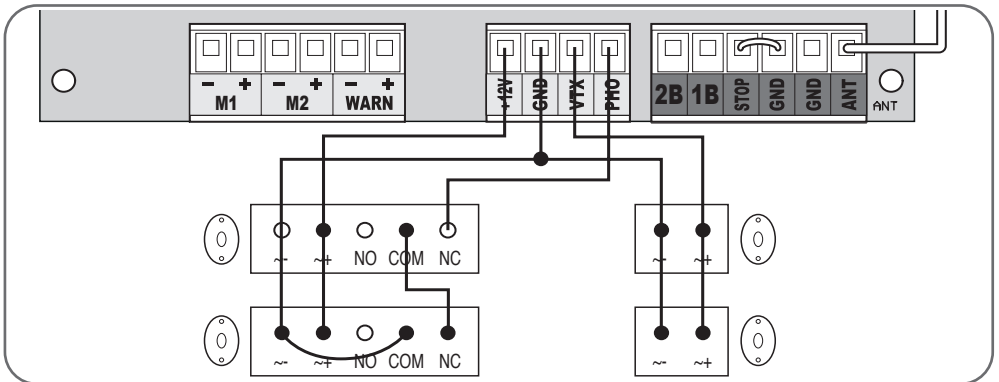 - + - + - +
M1 M2 WARN
+12V GND VTX PHO
2B 1B STOP GND GND ANT
ANT
~- ~+ NO COM NC
~- ~+
~- ~+ NO COM NC
~- ~+